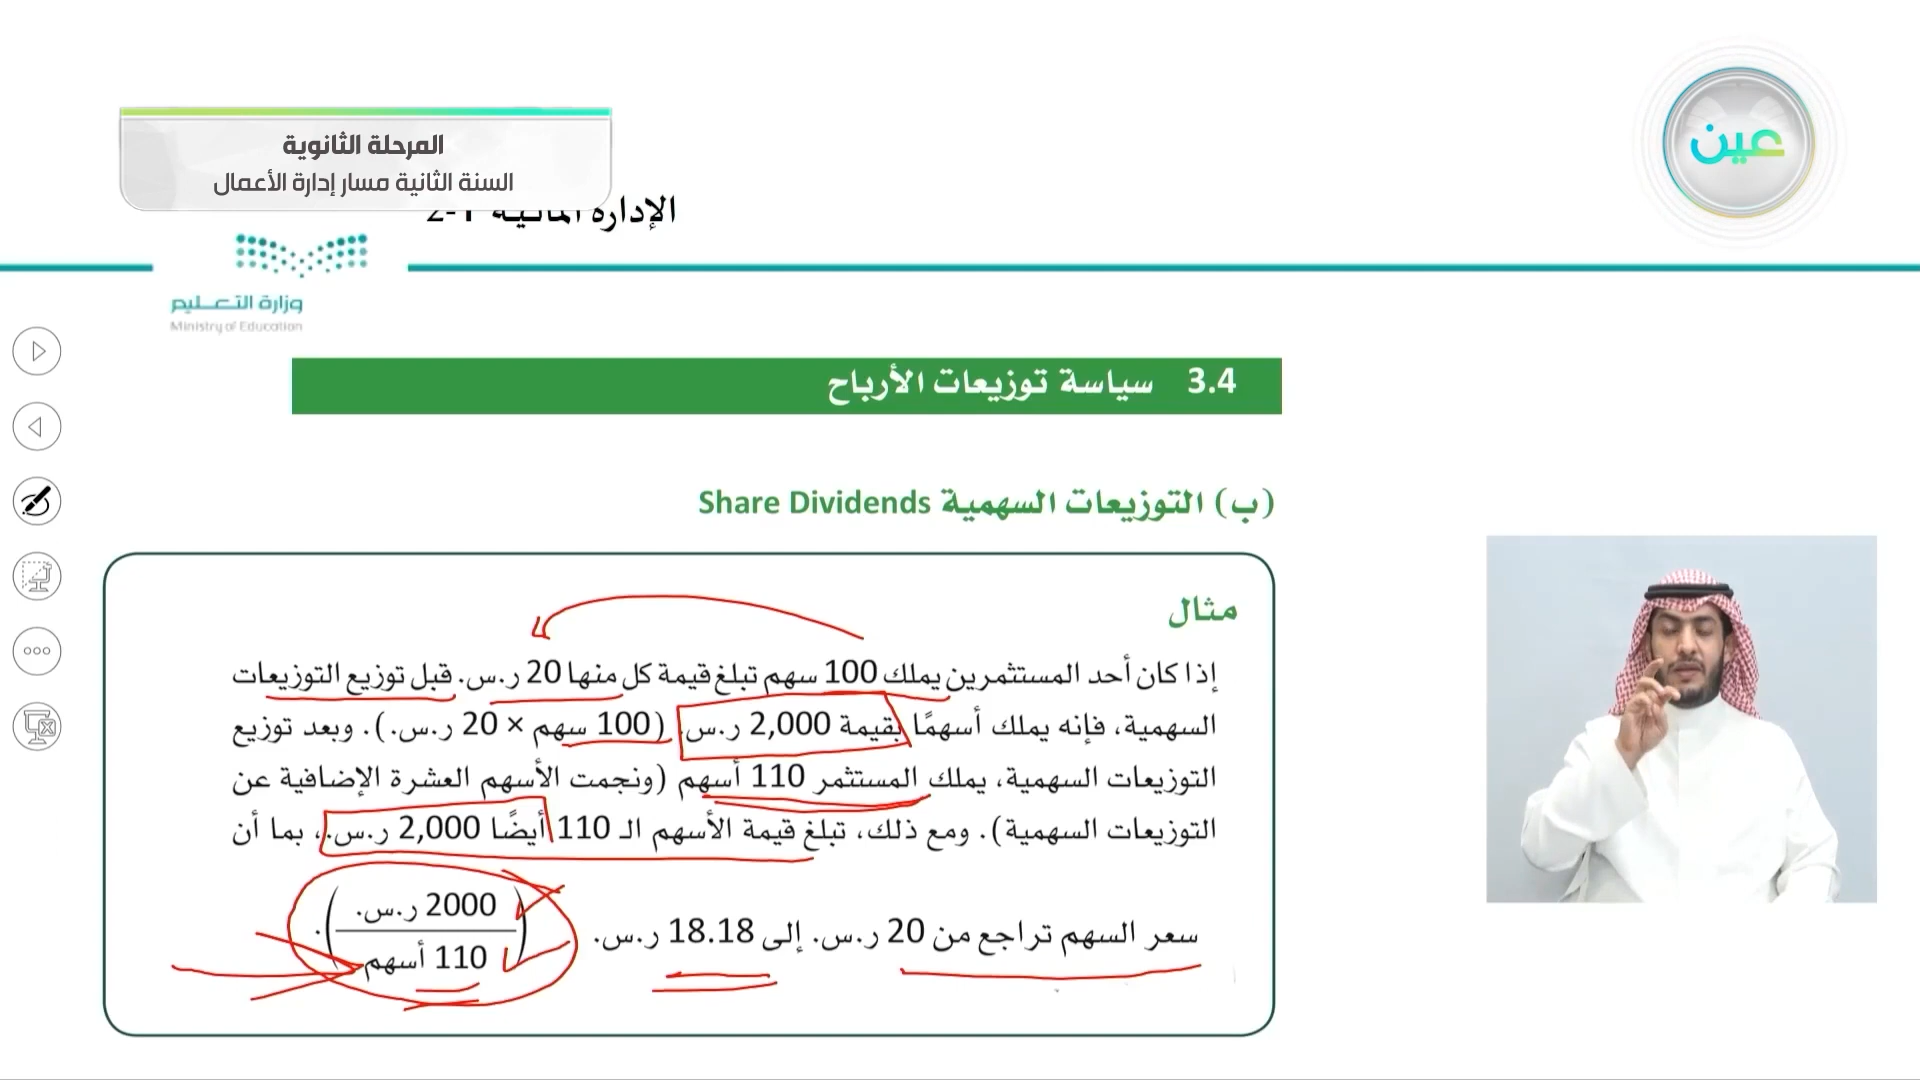 عين
المرحلة الثانوية
السنة الثانية مسار إدارة الأعمال
الإدارة المالية 1-2
وزارة التعليم
Ministry of Education
3.4 سياسة توزيعات الأرباح
(ب) التوزيعات السهمية Share Dividends
مثال
إذا كان أحد المستثمرين يملك 100 سهم تبلغ قيمة كل منها 20 ر.س. قبل توزيع التوزيعات
السهمية، فإنه يملك أسهمًا بقيمة 2,000 ر.س. (100 سهم × 20 ر.س.). وبعد توزيع
التوزيعات السهمية، يملك المستثمر 110 أسهم (ونجمت الأسهم العشرة الإضافية عن
التوزيعات السهمية). ومع ذلك، تبلغ قيمة الأسهم الـ 110 أيضًا 2,000 ر.س.، بما أن
سعر السهم تراجع من 20 ر.س. إلى 18.18 ر.س. (2000 ر.س. / 110 أسهم).